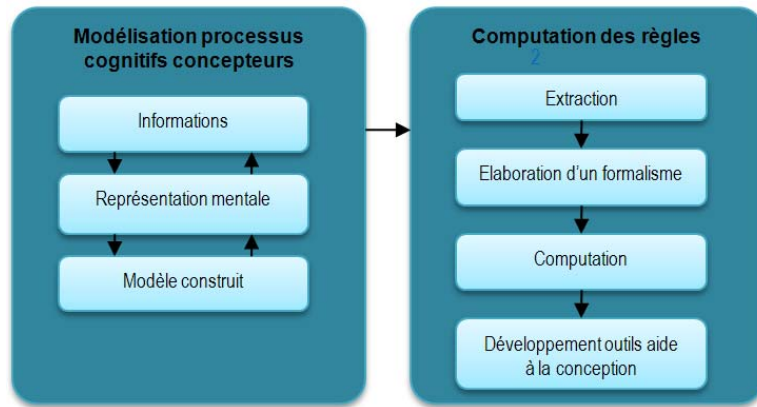 Modélisation processus
cognitifs concepteurs
Informations
Représentation mentale
Modèle construit
Computation des règles
2
Extraction
Elaboration d'un formalisme
Computation
Développement outils aide
à la conception